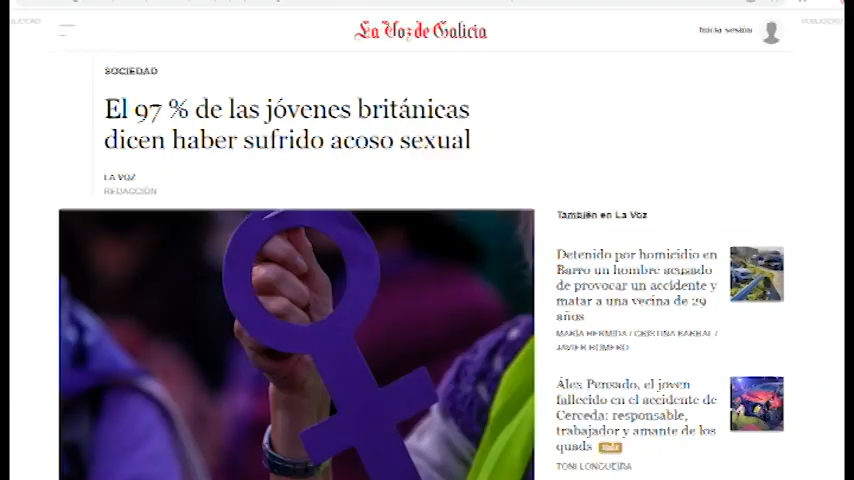 La Voz de Galicia
Inicia sesión
SOCIEDAD
El 97 % de las jóvenes británicas
dicen haber sufrido acoso sexual
LA VOZ
REDACCIÓN
También en La Voz
Detenido por homicidio en
Barro un hombre acusado
de provocar un accidente y
matar a una vecina de 29
años
MARÍA HERMIDA / CRISTINA BARRAL /
JAVIER ROMERO
Álex Pensado, el joven
fallecido en el accidente de
Cerceda: responsable,
trabajador y amante de los
quads
TONI LONGUEIRA